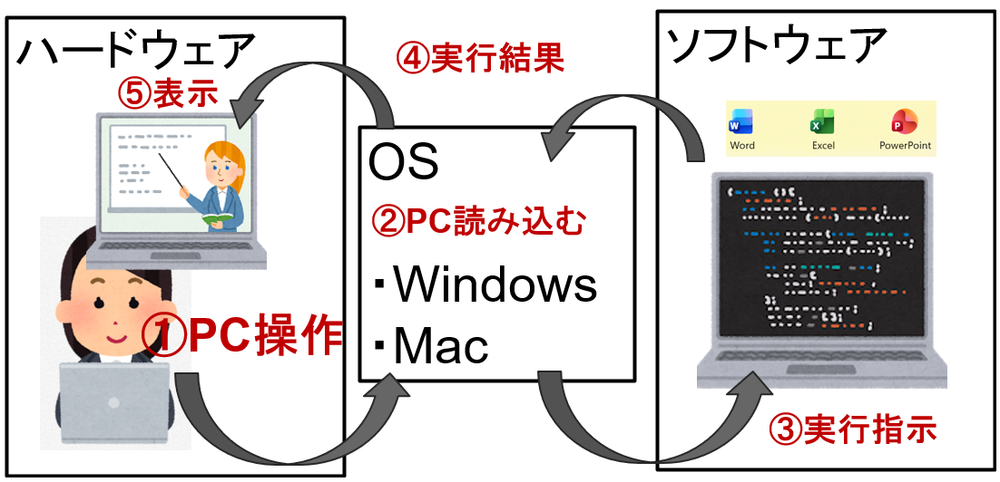 ハードウェア
⑤表示
①PC操作
④実行結果
OS
②PC読み込む
・Windows
・Mac
ソフトウェア
Word Excel PowerPoint
③実行指示